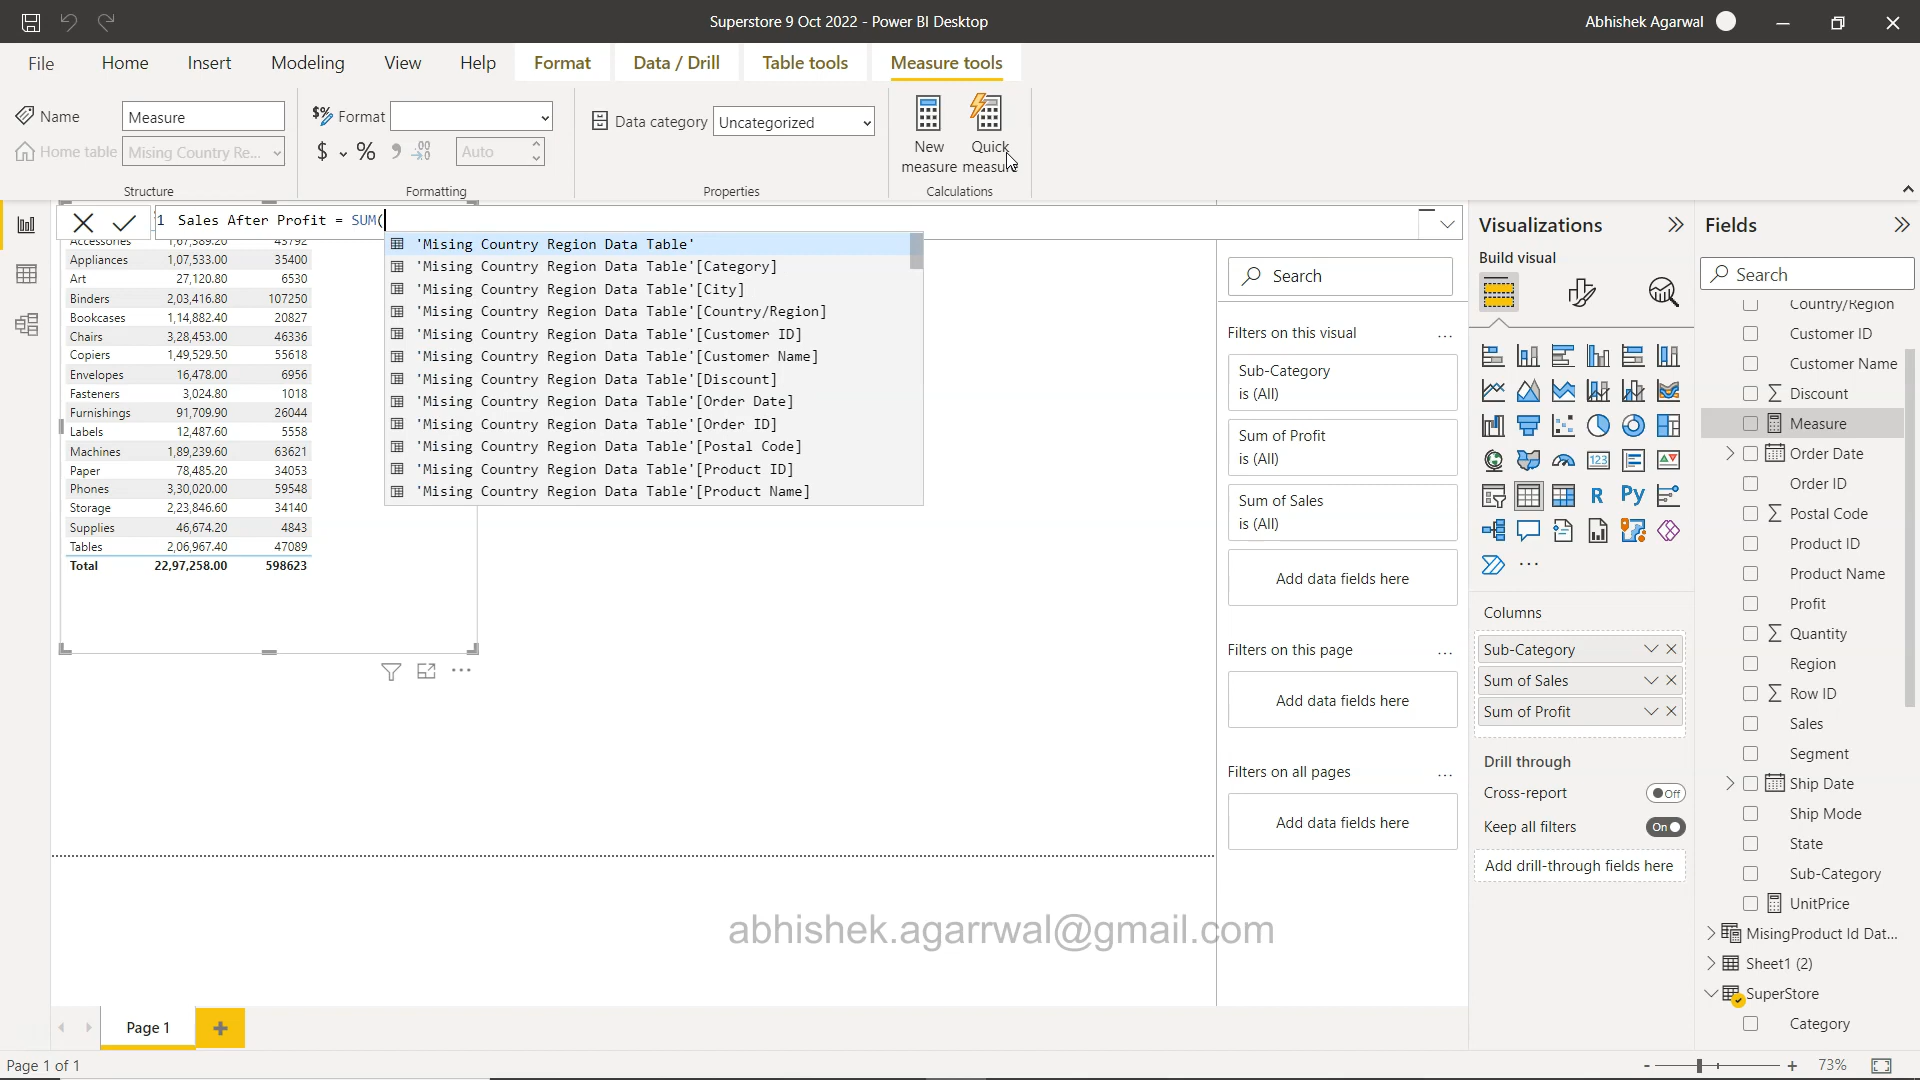 Superstore 9 Oct 2022 - Power BI Desktop
Abhishek Agarwal
File Home Insert Modeling View Help Format Data / Drill Table tools Measure tools
Name Measure
Home table Mising Country Re...
Structure
$% Format
$ % 9 .00 Auto
Formatting
Data category Uncategorized
Properties
New measure
Quick measure
Calculations
1 Sales After Profit = SUM(
'Mising Country Region Data Table'
'Mising Country Region Data Table'[Category]
'Mising Country Region Data Table'[City]
'Mising Country Region Data Table'[Country/Region]
'Mising Country Region Data Table'[Customer ID]
'Mising Country Region Data Table'[Customer Name]
'Mising Country Region Data Table'[Discount]
'Mising Country Region Data Table'[Order Date]
'Mising Country Region Data Table'[Order ID]
'Mising Country Region Data Table'[Postal Code]
'Mising Country Region Data Table'[Product ID]
'Mising Country Region Data Table'[Product Name]
Accessories 1,67,389.20 43792
Appliances 1,07,533.00 35400
Art 27,120.80 6530
Binders 2,03,416.80 107250
Bookcases 1,14,882.40 20827
Chairs 3,28,453.00 46336
Copiers 1,49,529.50 55618
Envelopes 16,478.00 6956
Fasteners 3,024.80 1018
Furnishings 91,709.90 26044
Labels 12,487.60 5558
Machines 1,89,239.60 63621
Paper 78,485.20 34053
Phones 3,30,020.00 59548
Storage 2,23,846.60 34140
Supplies 46,674.20 4843
Tables 2,06,967.40 47089
Total 22,97,258.00 598623
Search
Filters on this visual ...
Sub-Category
is (All)
Sum of Profit
is (All)
Sum of Sales
is (All)
Add data fields here
Filters on this page ...
Add data fields here
Filters on all pages ...
Add data fields here
Visualizations
Build visual
123
R
Py
...
Columns
Sub-Category
Sum of Sales
Sum of Profit
Drill through
Cross-report Off
Keep all filters On
Add drill-through fields here
Fields
Search
Country/Region
Customer ID
Customer Name
Discount
Measure
Order Date
Order ID
Postal Code
Product ID
Product Name
Profit
Quantity
Region
Row ID
Sales
Segment
Ship Date
Ship Mode
State
Sub-Category
UnitPrice
MisingProduct Id Dat...
Sheet1 (2)
SuperStore
Category
abhishek.agarrwal@gmail.com
Page 1
Page 1 of 1
- + 73%